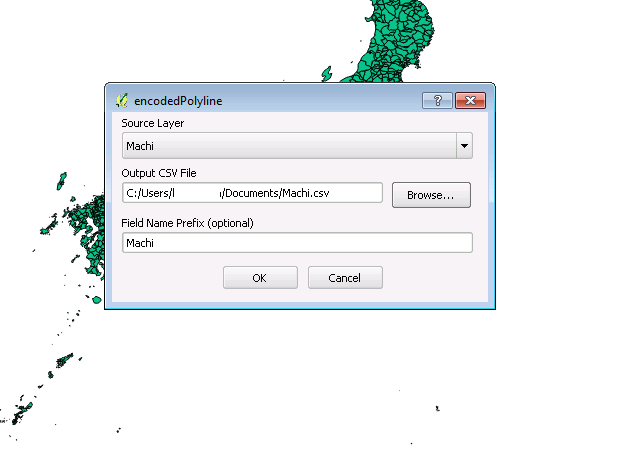 encodedPolyline
Source Layer
Machi
Output CSV File
C:/Users/ /Documents/Machi.csv
Browse...
Field Name Prefix (optional)
Machi
OK
Cancel